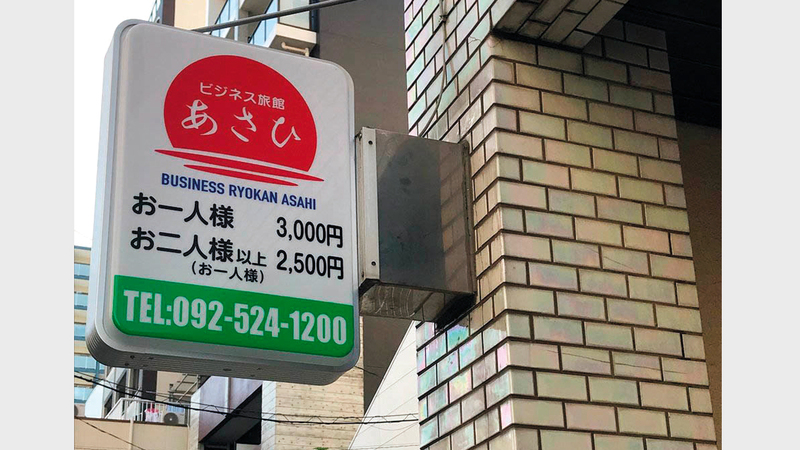 ビジネス旅館
あさひ
BUSINESS RYOKAN ASAHI
お一人様 3,000円
お二人様以上 2,500円
(お一人様)
TEL:092-524-1200